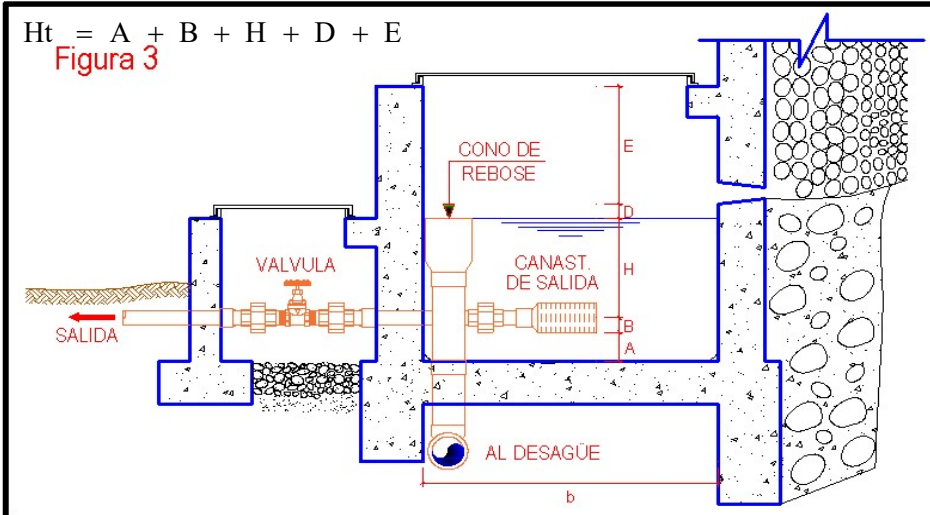 Ht = A + B + H + D + E
Figura 3
E
CONO DE
REBOSE
D
VALVULA
CANAST.
DE SALIDA
H
SALIDA
B
A
AL DESAGÜE
b